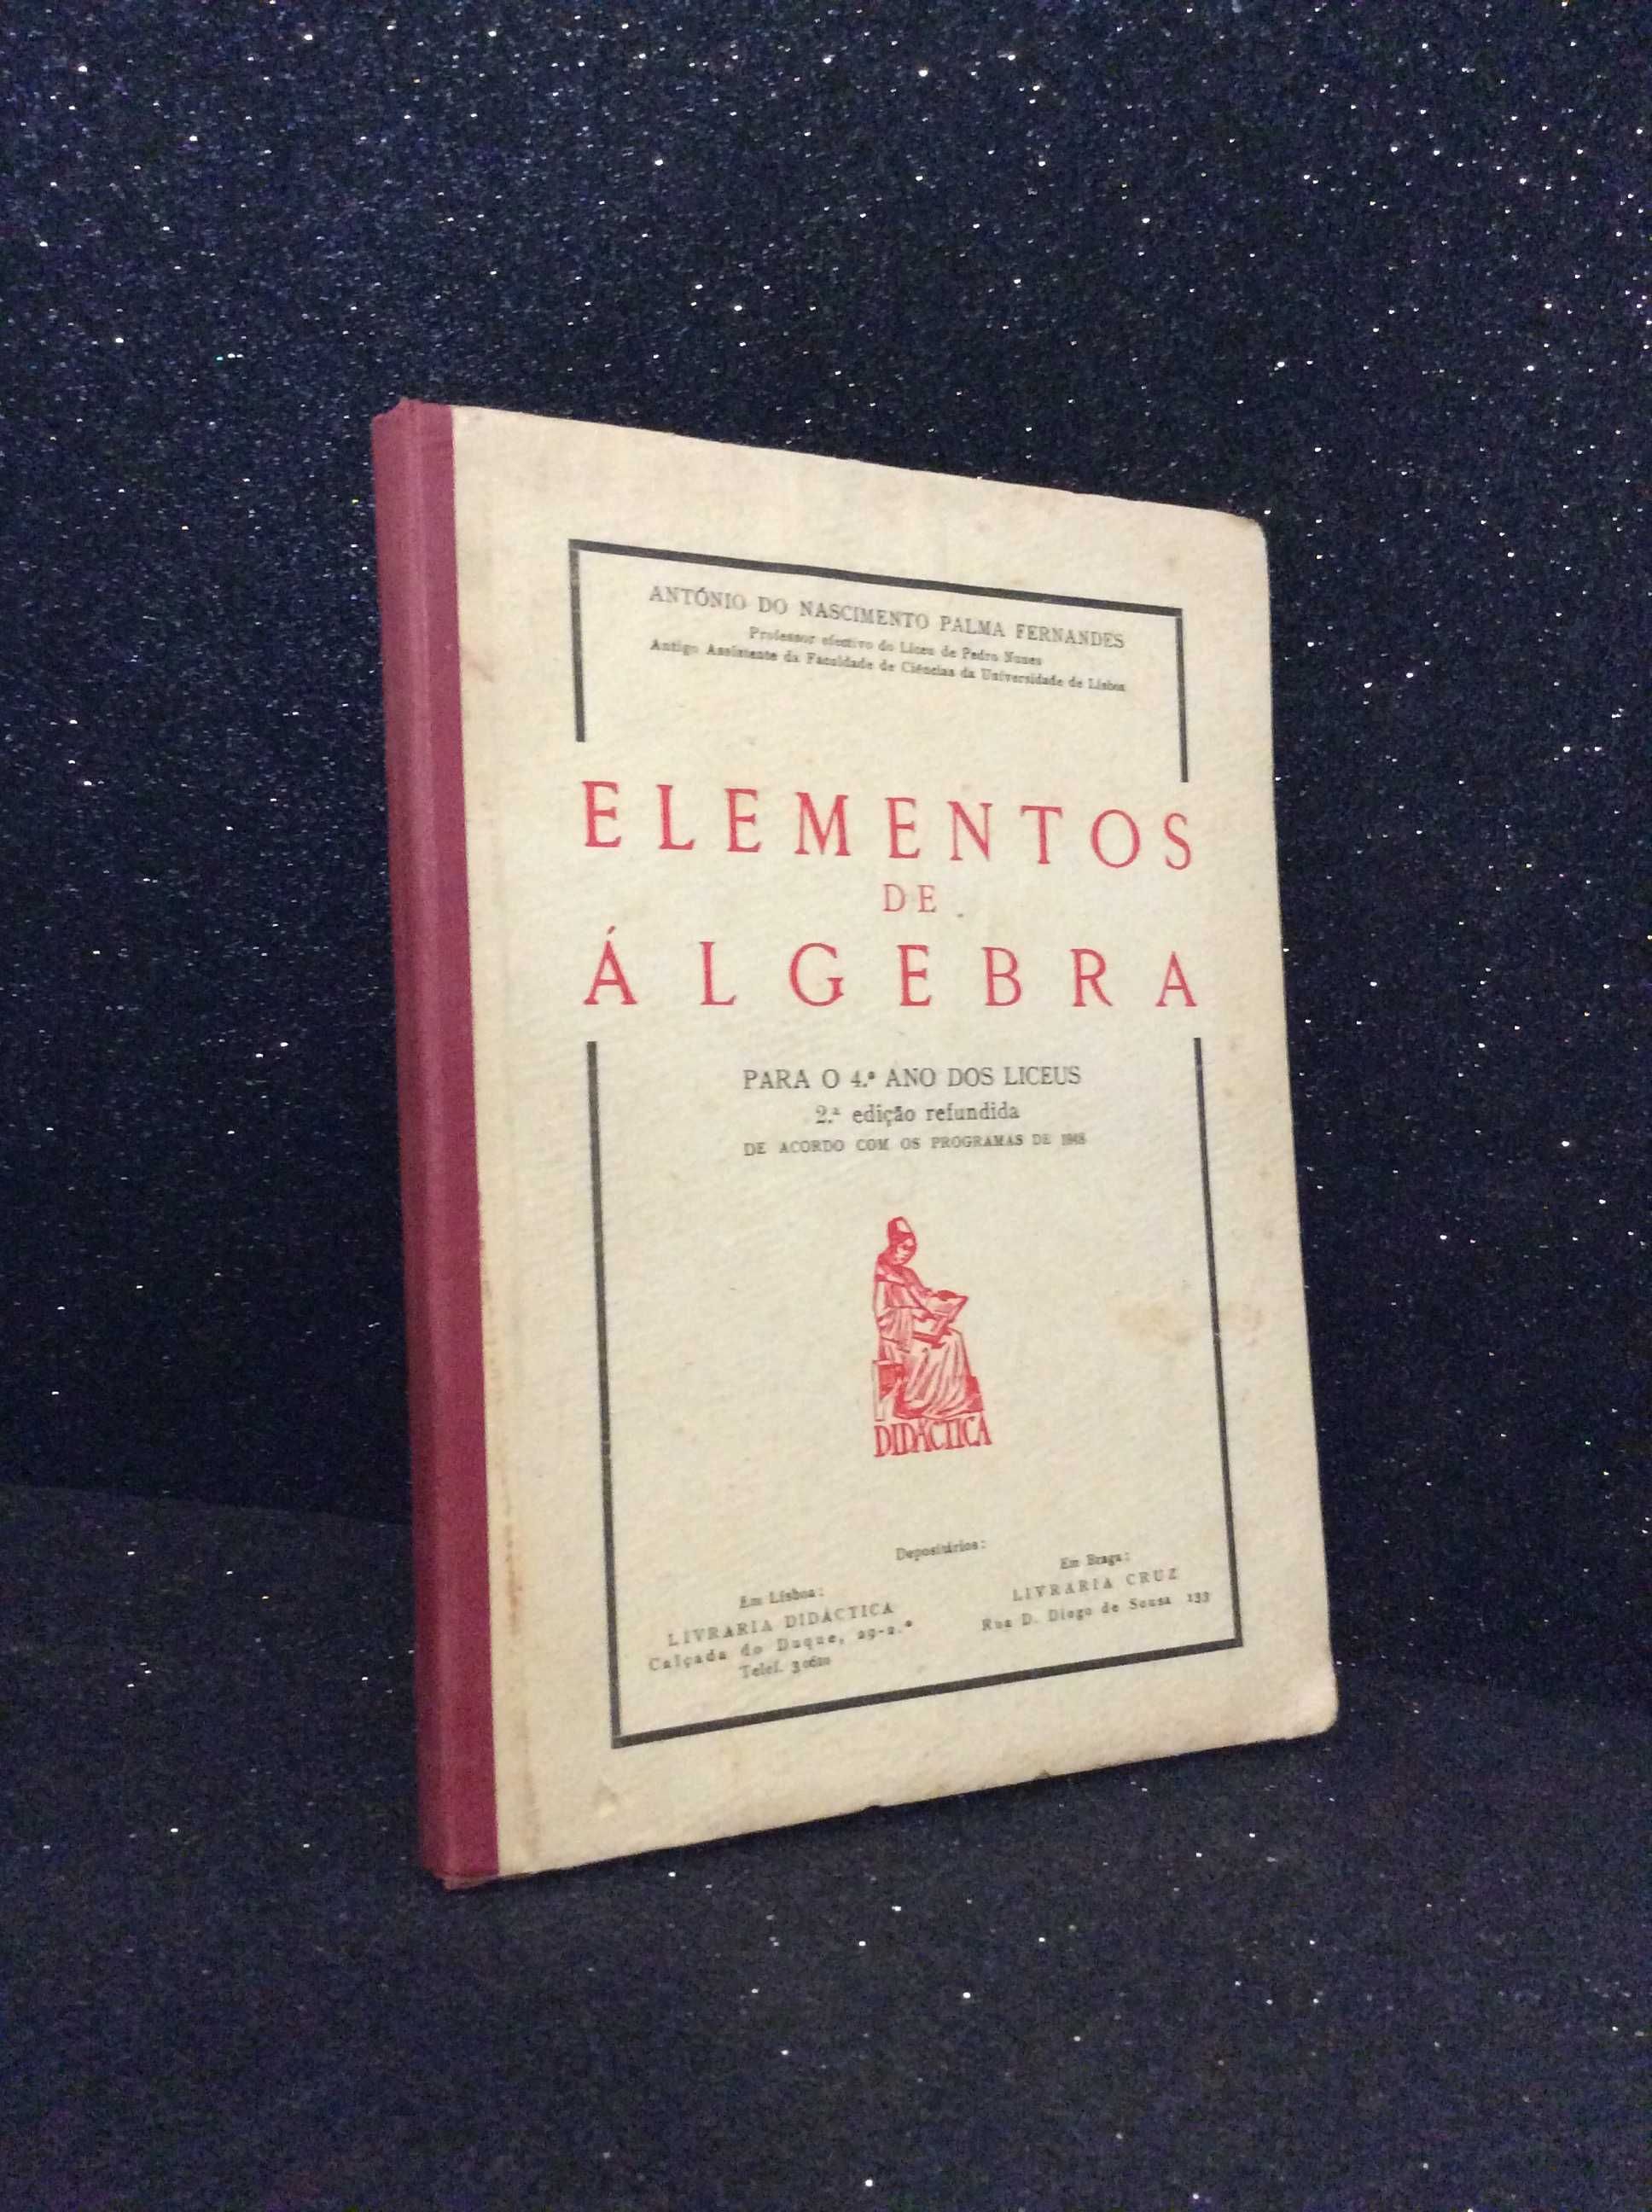 ANTÓNIO DO NASCIMENTO PALMA FERNANDES
Professor efectivo do Liceu de Pedro Nunes
Antigo Assistente da Faculdade de Ciências da Universidade de Lisboa
ELEMENTOS
DE
ÁLGEBRA
PARA O 4.º ANO DOS LICEUS
2.ª edição refundida
DE ACORDO COM OS PROGRAMAS DE 1948
DIDÁCTICA
Depositários:
Em Lisboa:
LIVRARIA DIDÁCTICA
Calçada do Duque, 29-2.º
Telef.
Em Braga:
LIVRARIA CRUZ
Rua D. Diogo de Sousa 133